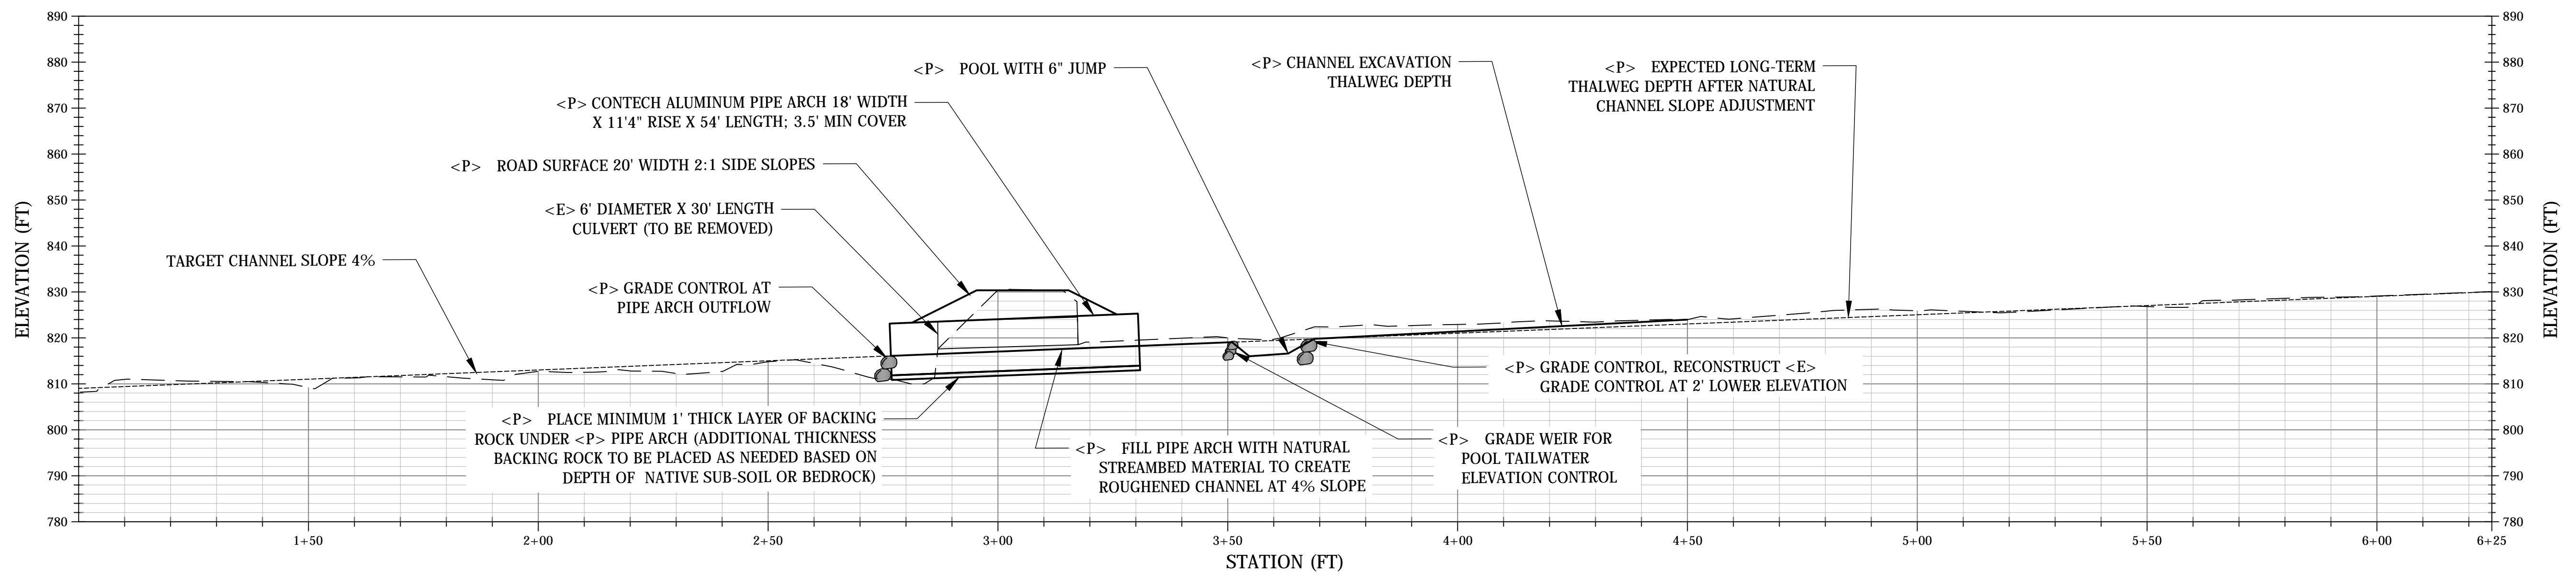 890
880
870
860
850
840
830
820
810
800
790
780
ELEVATION (FT)
<P> POOL WITH 6" JUMP
<P> CHANNEL EXCAVATION
THALWEG DEPTH
<P> EXPECTED LONG-TERM
THALWEG DEPTH AFTER NATURAL
CHANNEL SLOPE ADJUSTMENT
<P> CONTECH ALUMINUM PIPE ARCH 18' WIDTH
X 11'4" RISE X 54' LENGTH; 3.5' MIN COVER
<P> ROAD SURFACE 20' WIDTH 2:1 SIDE SLOPES
<E> 6' DIAMETER X 30' LENGTH
CULVERT (TO BE REMOVED)
TARGET CHANNEL SLOPE 4%
<P> GRADE CONTROL AT
PIPE ARCH OUTFLOW
<P> GRADE CONTROL, RECONSTRUCT <E>
GRADE CONTROL AT 2' LOWER ELEVATION
<P> PLACE MINIMUM 1' THICK LAYER OF BACKING
ROCK UNDER <P> PIPE ARCH (ADDITIONAL THICKNESS
BACKING ROCK TO BE PLACED AS NEEDED BASED ON
DEPTH OF NATIVE SUB-SOIL OR BEDROCK)
<P> FILL PIPE ARCH WITH NATURAL
STREAMBED MATERIAL TO CREATE
ROUGHENED CHANNEL AT 4% SLOPE
<P> GRADE WEIR FOR
POOL TAILWATER
ELEVATION CONTROL
890
880
870
860
850
840
830
820
810
800
790
780
ELEVATION (FT)
1+50
2+00
2+50
3+00
3+50
4+00
4+50
5+00
5+50
6+00
6+25
STATION (FT)